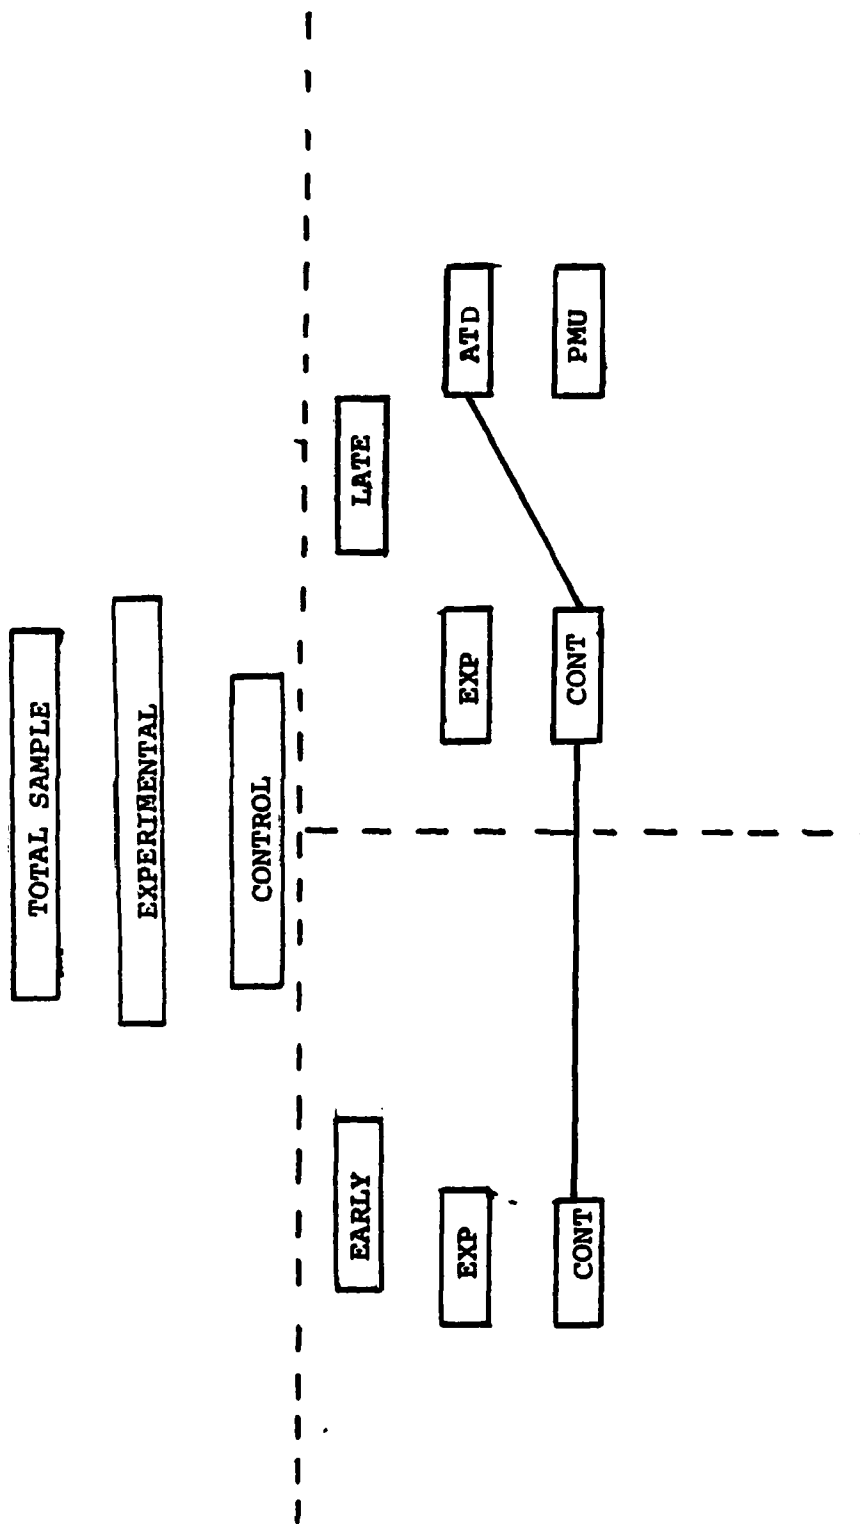 TOTAL SAMPLE
EXPERIMENTAL
CONTROL
EARLY
LATE
EXP
EXP
ATD
CONT
CONT
PMU